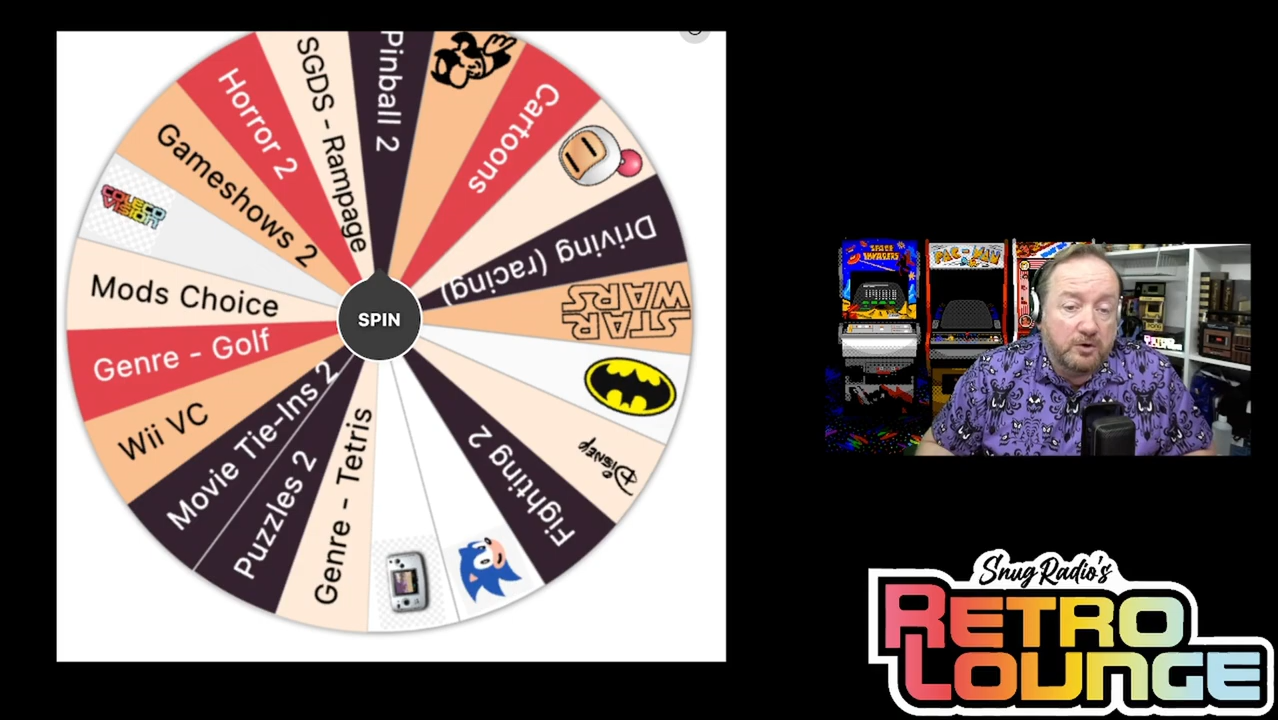 Pinball 2
Cartoons
Driving (racing)
STAR
WARS
Disney
Fighting 2
Genre - Tetris
Puzzles 2
Movie Tie-Ins 2
Wii VC
Genre - Golf
Mods Choice
COLECO
VISION
Gameshows 2
Horror 2
SGDS - Rampage
SPIN
SPACE
INVADERS
PAC-MAN
Snug Radio's
RETRO
LOUNGE